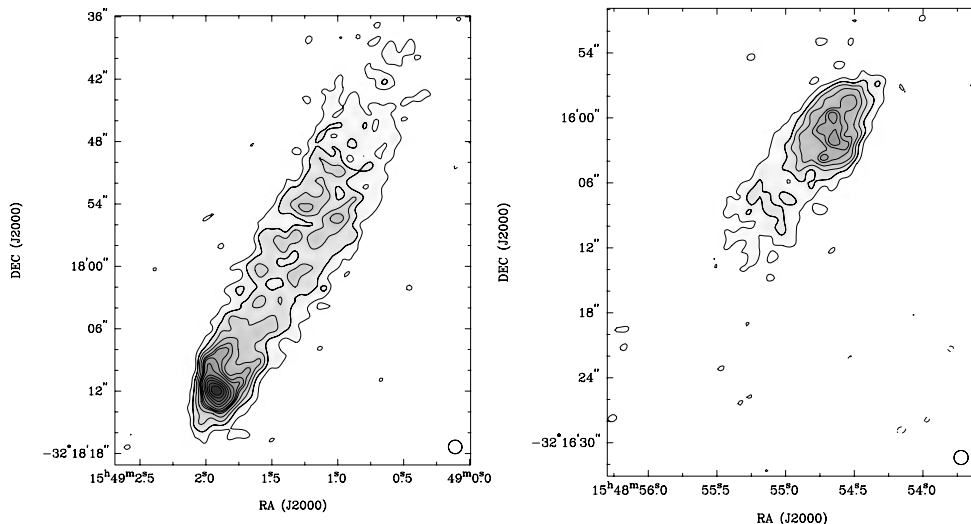 36"
42"
48"
54"
18'00"
06"
12"
-32°18'18"
DEC (J2000)
15ʰ49ᵐ2ˢ.5
2ˢ.0
1ˢ.5
1ˢ.0
0ˢ.5
49ᵐ0ˢ.0
RA (J2000)
54"
16'00"
06"
12"
18"
24"
-32°16'30"
DEC (J2000)
15ʰ48ᵐ56ˢ.0
55ˢ.5
55ˢ.0
54ˢ.5
54ˢ.0
RA (J2000)